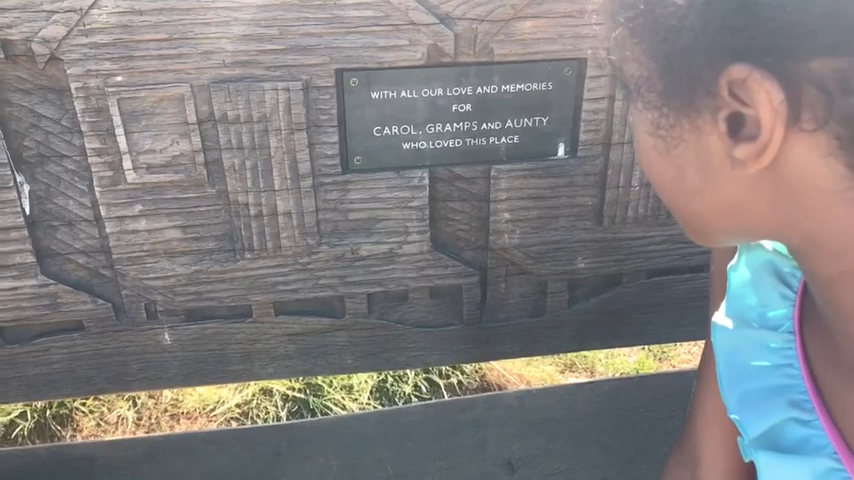 WITH ALL OUR LOVE AND MEMORIES
FOR
CAROL, GRAMPS AND AUNTY
WHO LOVED THIS PLACE